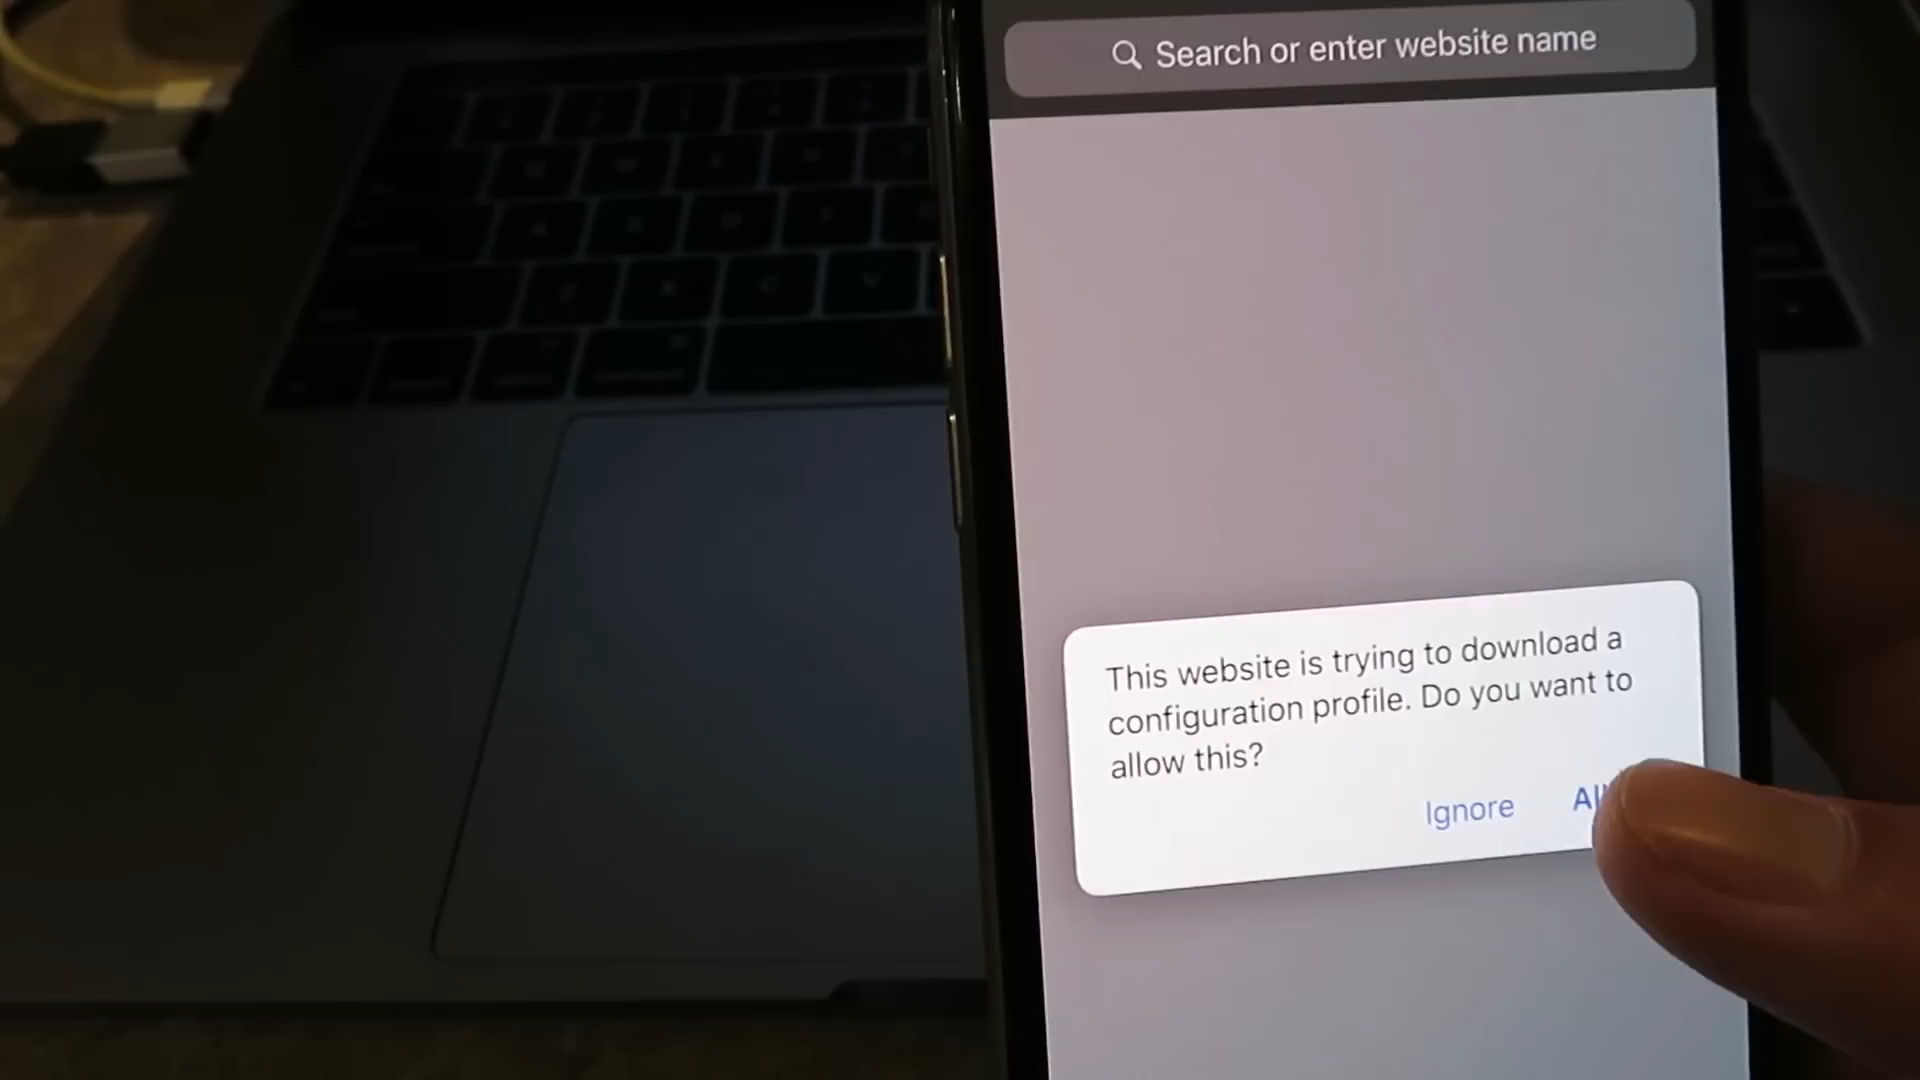 Search or enter website name
This website is trying to download a
configuration profile. Do you want to
allow this?
Ignore